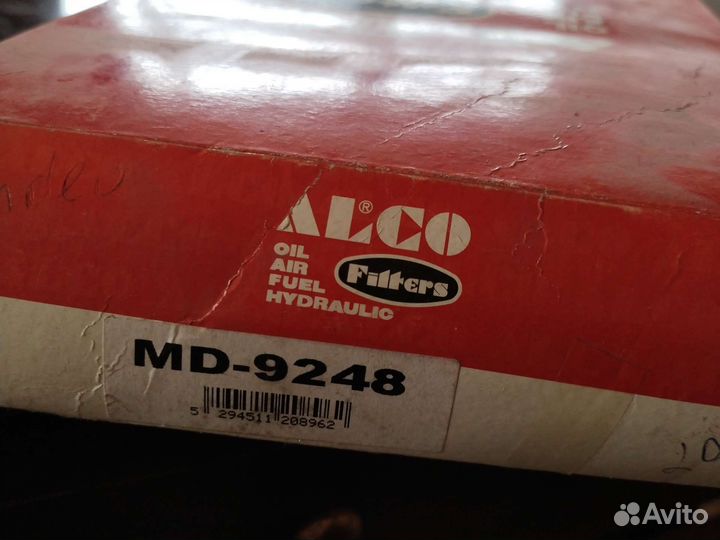 ALCO®
OIL
AIR
FUEL
HYDRAULIC
Filters
MD-9248
5 294511 208962
Avito